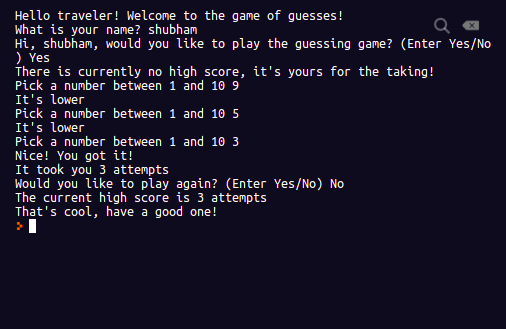 Hello traveler! Welcome to the game of guesses!
What is your name? shubham
Hi, shubham, would you like to play the guessing game? (Enter Yes/No
) Yes
There is currently no high score, it's yours for the taking!
Pick a number between 1 and 10 9
It's lower
Pick a number between 1 and 10 5
It's lower
Pick a number between 1 and 10 3
Nice! You got it!
It took you 3 attempts
Would you like to play again? (Enter Yes/No) No
The current high score is 3 attempts
That's cool, have a good one!